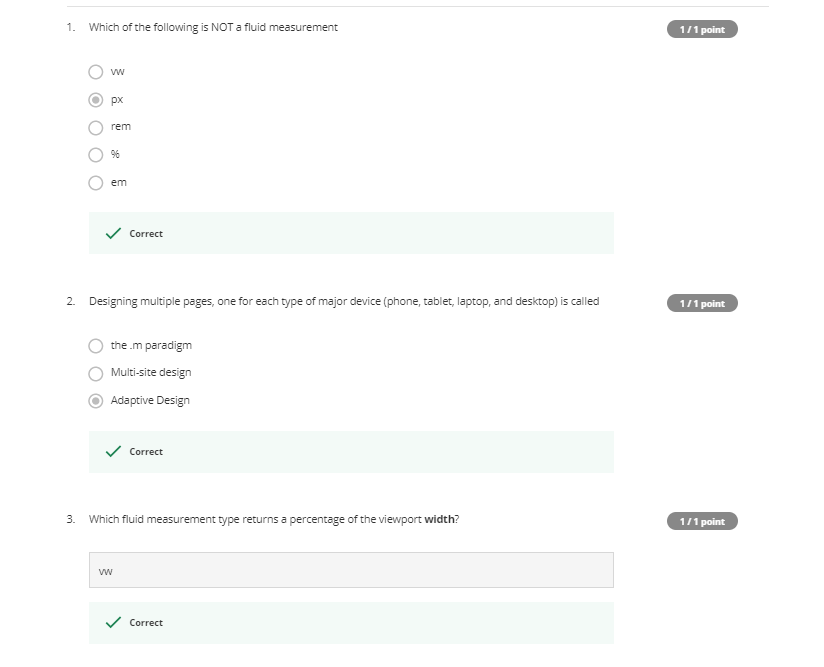 1. Which of the following is NOT a fluid measurement
1 / 1 point
vw
px
rem
%
em
Correct
2. Designing multiple pages, one for each type of major device (phone, tablet, laptop, and desktop) is called
1 / 1 point
the .m paradigm
Multi-site design
Adaptive Design
Correct
3. Which fluid measurement type returns a percentage of the viewport width?
1 / 1 point
vw
Correct